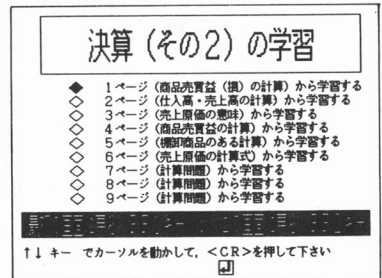 決算（その２）の学習
◆ １ページ（商品売買益（損）の計算）から学習する
◇ ２ページ（仕入高・売上高の計算）から学習する
◇ ３ページ（売上原価の意味）から学習する
◇ ４ページ（商品売買益の計算）から学習する
◇ ５ページ（棚卸商品のある計算）から学習する
◇ ６ページ（売上原価の計算式）から学習する
◇ ７ページ（計算問題）から学習する
◇ ８ページ（計算問題）から学習する
◇ ９ページ（計算問題）から学習する
↑↓ キー でカーソルを動かして，＜ＣＲ＞を押して下さい